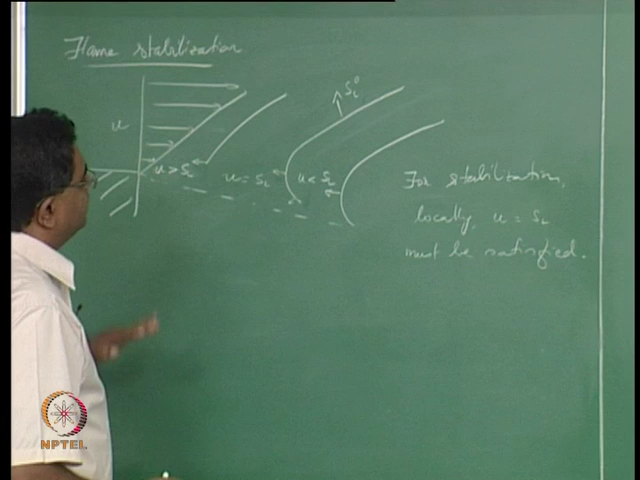 Flame stabilization
S_L^0
u
u > S_L
u = S_L
u < S_L
For stabilization,
locally, u = S_L
must be satisfied.
NPTEL